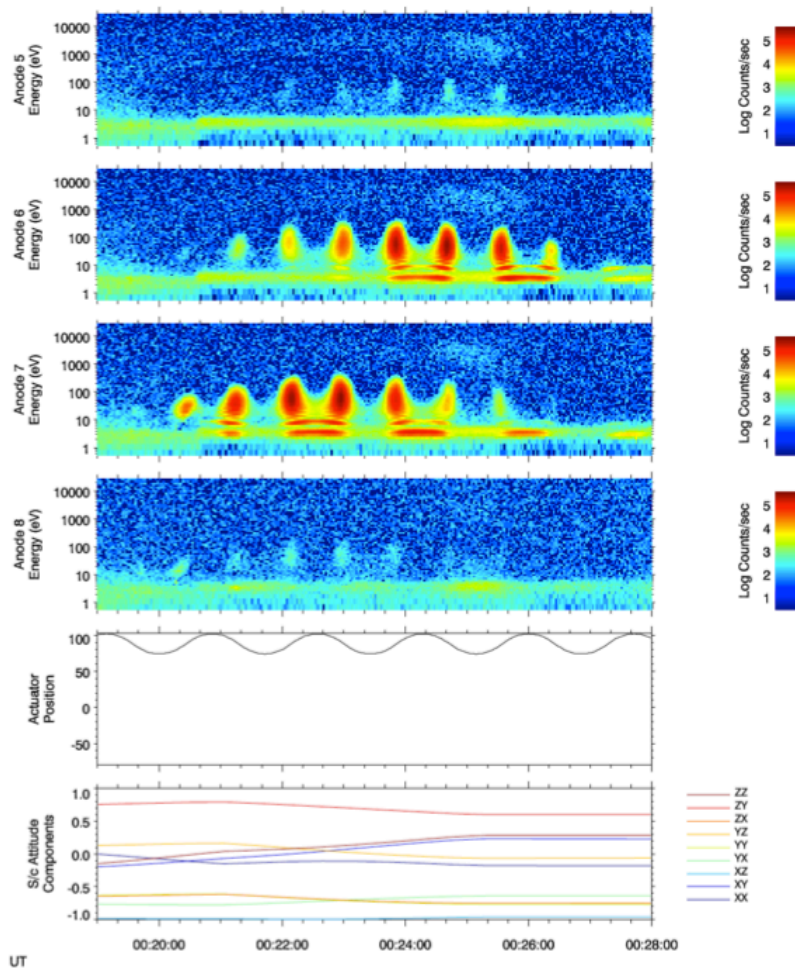 Anode 5
Energy (eV)
10000
1000
100
10
1
Log Counts/sec
5
4
3
2
1
Anode 6
Energy (eV)
10000
1000
100
10
1
Log Counts/sec
5
4
3
2
1
Anode 7
Energy (eV)
10000
1000
100
10
1
Log Counts/sec
5
4
3
2
1
Anode 8
Energy (eV)
10000
1000
100
10
1
Log Counts/sec
5
4
3
2
1
Actuator
Position
100
50
0
-50
S/c Attitude
Components
1.0
0.5
0.0
-0.5
-1.0
ZZ
ZY
ZX
YZ
YY
YX
XZ
XY
XX
00:20:00 00:22:00 00:24:00 00:26:00 00:28:00
UT